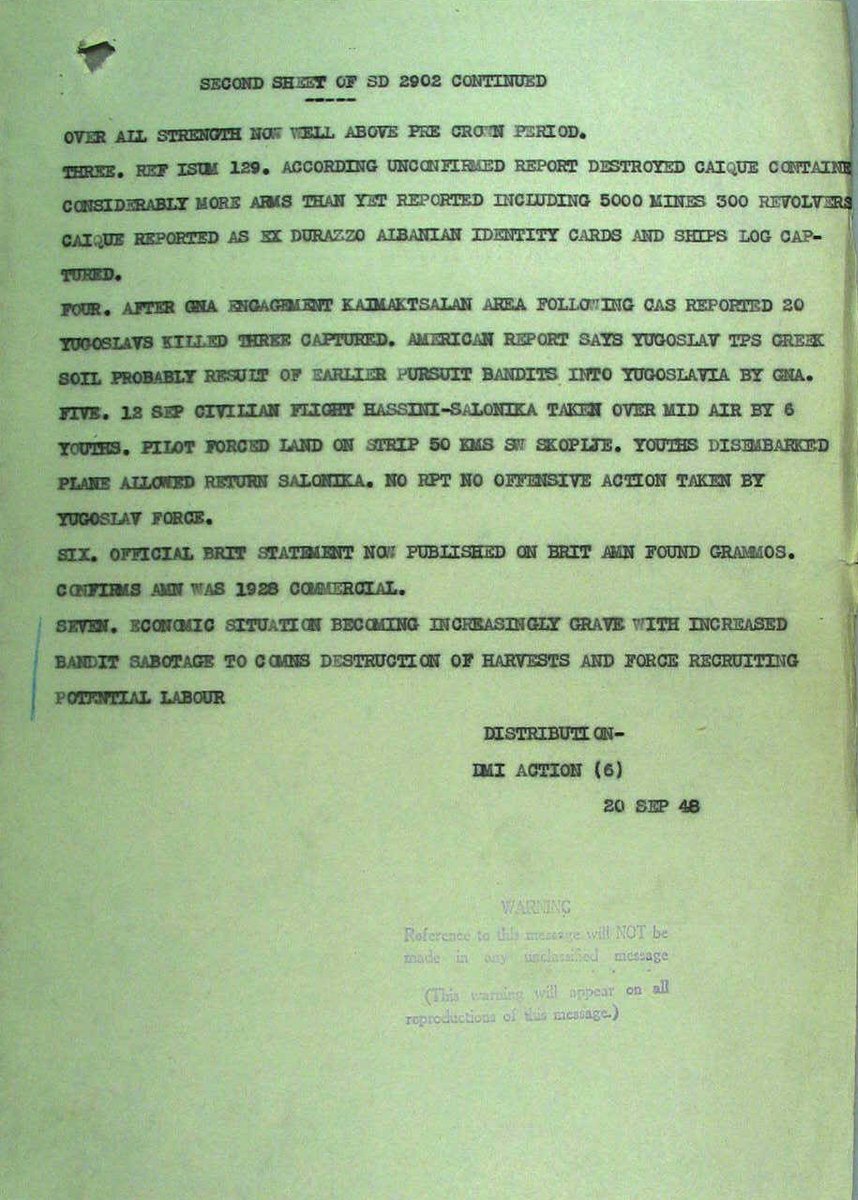 SECOND SHEET OF SD 2902 CONTINUED
OVER ALL STRENGTH NOW WELL ABOVE PRE CROWN PERIOD.
THREE. REF ISUM 129. ACCORDING UNCONFIRMED REPORT DESTROYED CAIQUE CONTAINE
CONSIDERABLY MORE ARMS THAN YET REPORTED INCLUDING 5000 MINES 300 REVOLVERS
CAIQUE REPORTED AS EX DURAZZO ALBANIAN IDENTITY CARDS AND SHIPS LOG CAP-
TURED.
FOUR. AFTER GNA ENGAGEMENT KAIMAKTSALAN AREA FOLLOWING CAS REPORTED 20
YUGOSLAVS KILLED THREE CAPTURED. AMERICAN REPORT SAYS YUGOSLAV TPS GREEK
SOIL PROBABLY RESULT OF EARLIER PURSUIT BANDITS INTO YUGOSLAVIA BY GNA.
FIVE. 12 SEP CIVILIAN FLIGHT HASSINI-SALONIKA TAKEN OVER MID AIR BY 6
YOUTHS. PILOT FORCED LAND ON STRIP 50 KMS SW SKOPLJE. YOUTHS DISEMBARKED
PLANE ALLOWED RETURN SALONIKA. NO RPT NO OFFENSIVE ACTION TAKEN BY
YUGOSLAV FORCE.
SIX. OFFICIAL BRIT STATEMENT NOW PUBLISHED ON BRIT AMN FOUND GRAMMOS.
CONFIRMS AMN WAS 1928 COMMERCIAL.
SEVEN. ECONOMIC SITUATION BECOMING INCREASINGLY GRAVE WITH INCREASED
BANDIT SABOTAGE TO COMNS DESTRUCTION OF HARVESTS AND FORCE RECRUITING
POTENTIAL LABOUR
DISTRIBUTION-
DMI ACTION (6)
20 SEP 48
WARNING
Reference to this message will NOT be
made in any unclassified message
(This warning will appear on all
reproductions of this message.)